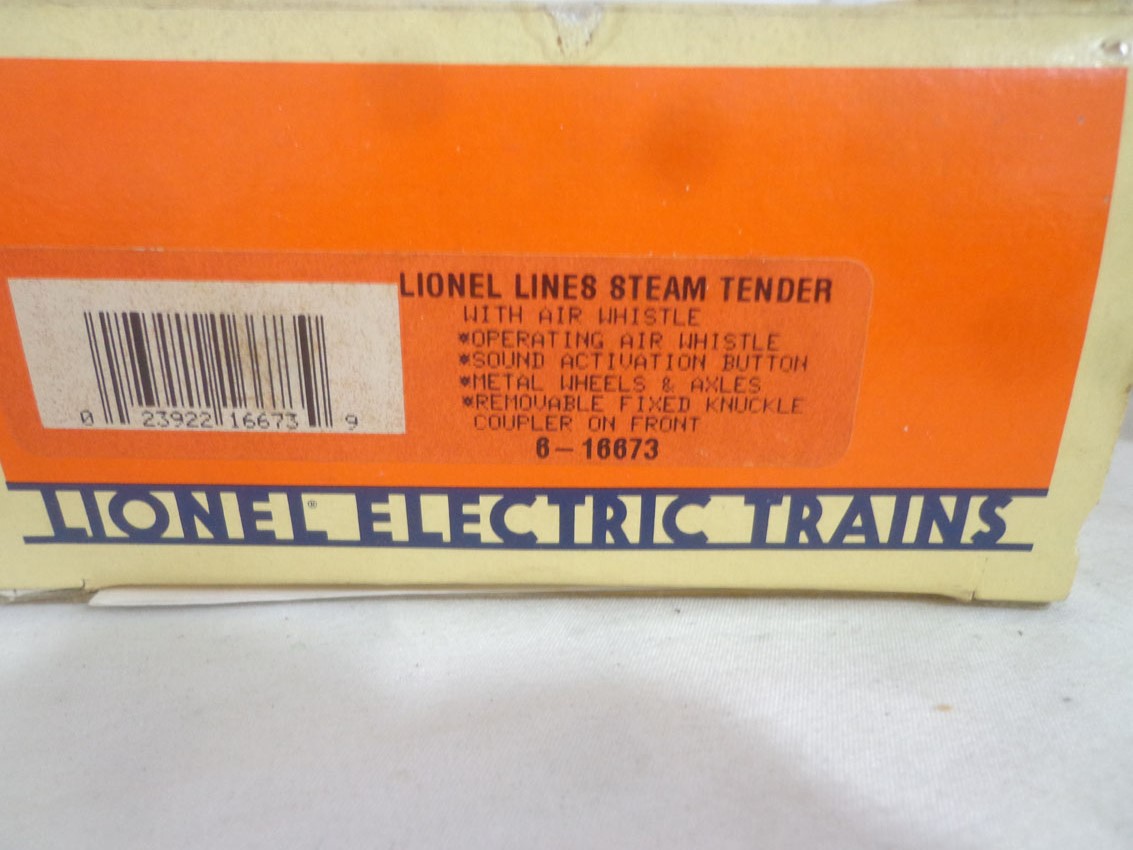 LIONEL LINES STEAM TENDER
WITH AIR WHISTLE
*OPERATING AIR WHISTLE
*SOUND ACTIVATION BUTTON
*METAL WHEELS & AXLES
*REMOVABLE FIXED KNUCKLE
COUPLER ON FRONT
6-16673
0 23922 16673 9
LIONEL® ELECTRIC TRAINS